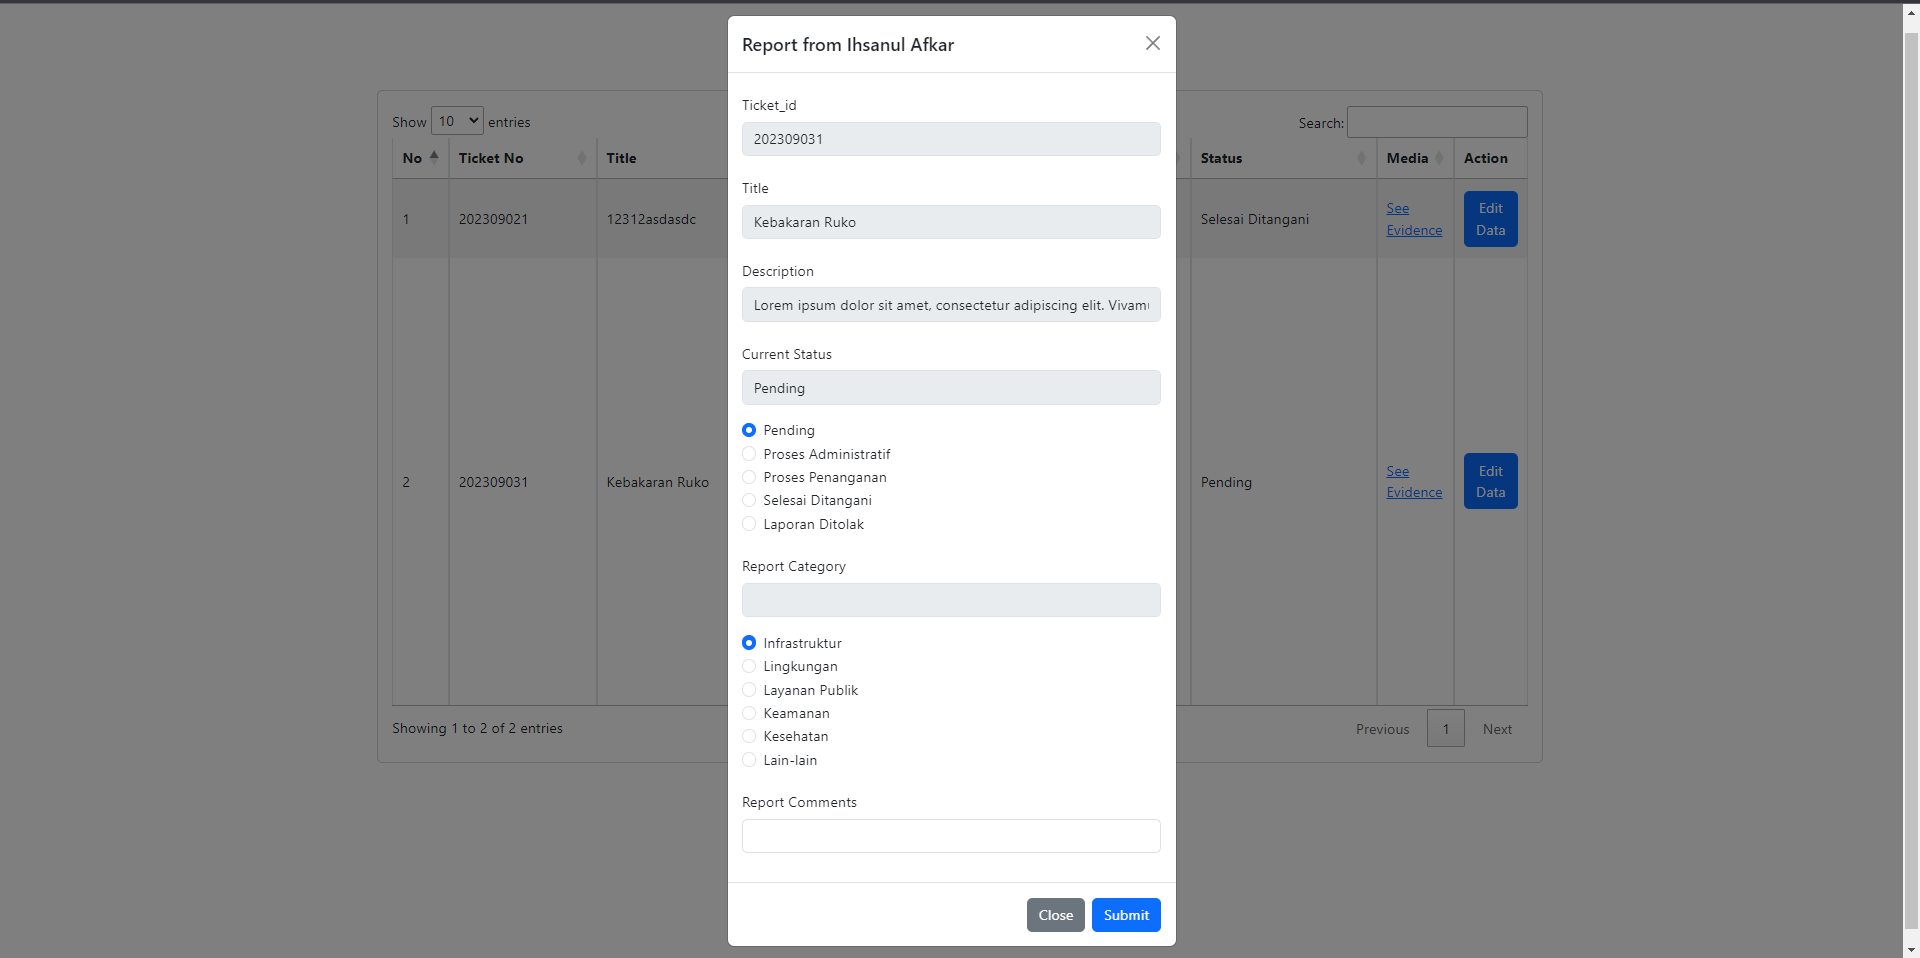 Report from Ihsanul Afkar
Ticket_id
202309031
Title
Kebakaran Ruko
Description
Lorem ipsum dolor sit amet, consectetur adipiscing elit. Vivam
Current Status
Pending
Pending
Proses Administratif
Proses Penanganan
Selesai Ditangani
Laporan Ditolak
Report Category
Infrastruktur
Lingkungan
Layanan Publik
Keamanan
Kesehatan
Lain-lain
Report Comments
Close Submit
Show 10 entries
Search:
No Ticket No Title Status Media Action
1 202309021 12312asdasdc Selesai Ditangani See Evidence Edit Data
2 202309031 Kebakaran Ruko Pending See Evidence Edit Data
Showing 1 to 2 of 2 entries
Previous 1 Next